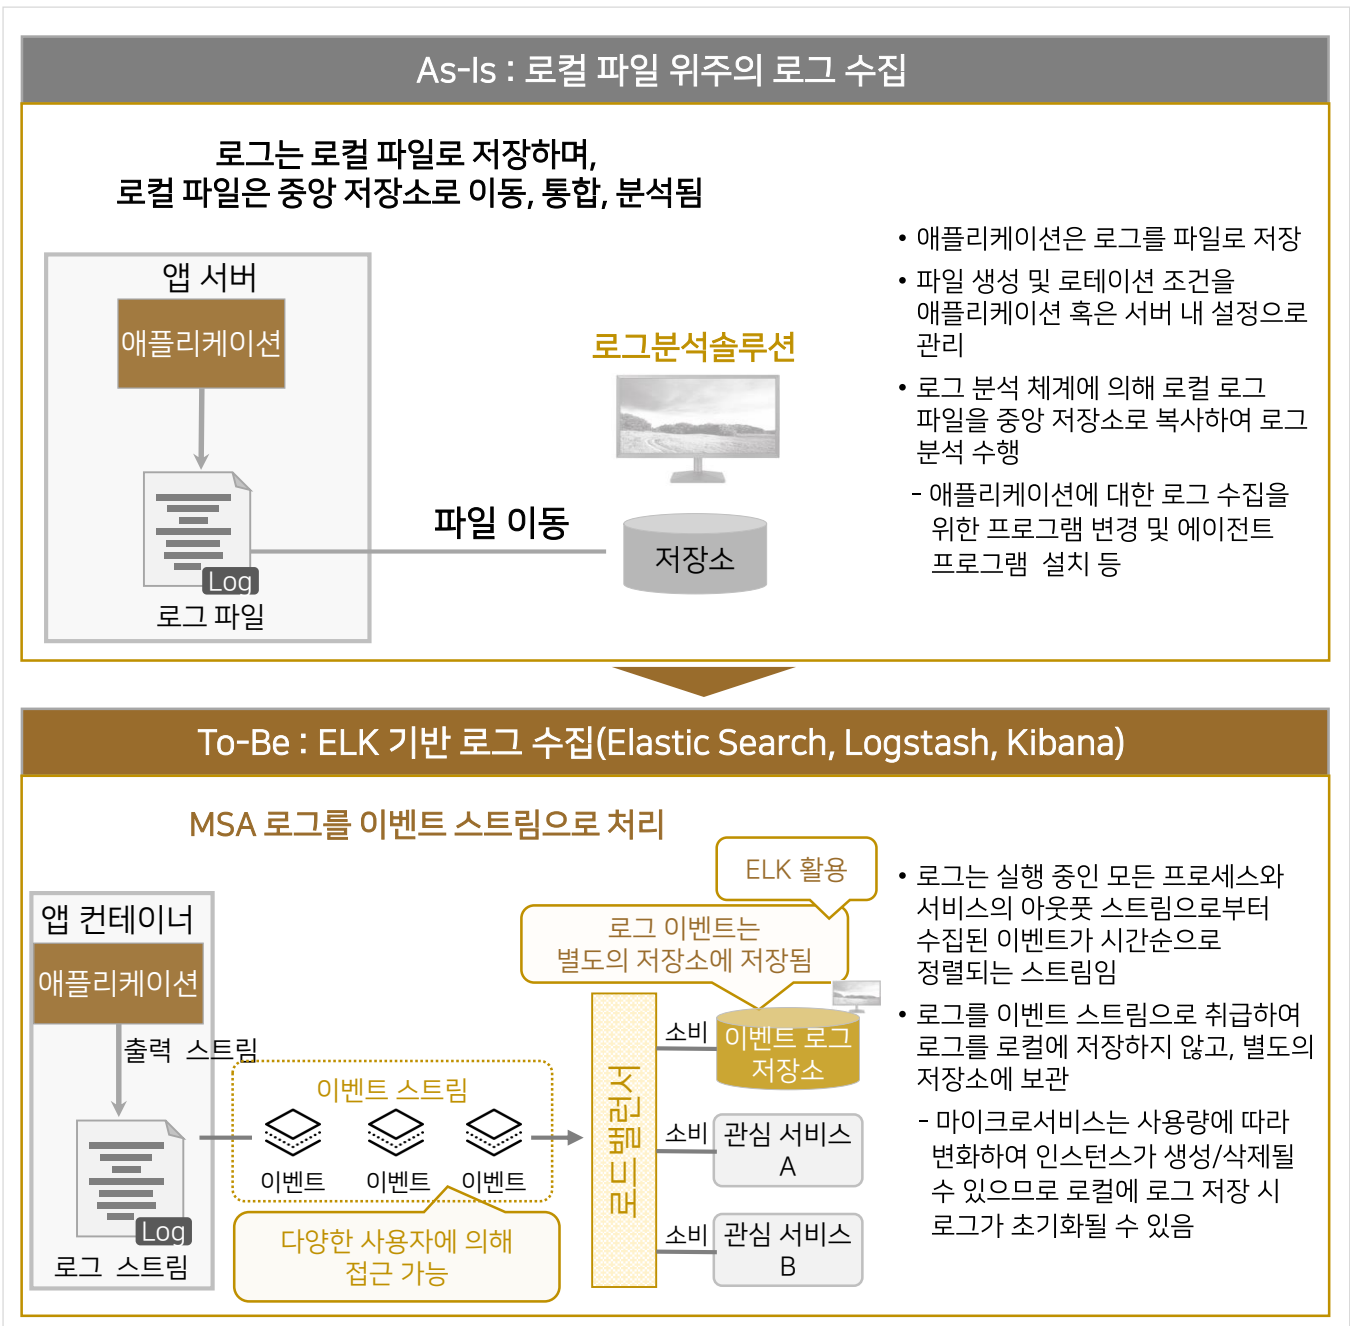 As-Is : 로컬 파일 위주의 로그 수집
로그는 로컬 파일로 저장하며,
로컬 파일은 중앙 저장소로 이동, 통합, 분석됨
앱 서버
애플리케이션
Log
로그 파일
파일 이동
로그분석솔루션
저장소
• 애플리케이션은 로그를 파일로 저장
• 파일 생성 및 로테이션 조건을
애플리케이션 혹은 서버 내 설정으로
관리
• 로그 분석 체계에 의해 로컬 로그
파일을 중앙 저장소로 복사하여 로그
분석 수행
- 애플리케이션에 대한 로그 수집을
위한 프로그램 변경 및 에이전트
프로그램 설치 등
To-Be : ELK 기반 로그 수집(Elastic Search, Logstash, Kibana)
MSA 로그를 이벤트 스트림으로 처리
앱 컨테이너
애플리케이션
출력 스트림
Log
로그 스트림
이벤트 스트림
이벤트
이벤트
이벤트
다양한 사용자에 의해
접근 가능
ELK 활용
로그 이벤트는
별도의 저장소에 저장됨
로드밸런서
소비
이벤트 로그
저장소
소비
관심 서비스
A
소비
관심 서비스
B
• 로그는 실행 중인 모든 프로세스와
서비스의 아웃풋 스트림으로부터
수집된 이벤트가 시간순으로
정렬되는 스트림임
• 로그를 이벤트 스트림으로 취급하여
로그를 로컬에 저장하지 않고, 별도의
저장소에 보관
- 마이크로서비스는 사용량에 따라
변화하여 인스턴스가 생성/삭제될
수 있으므로 로컬에 로그 저장 시
로그가 초기화될 수 있음